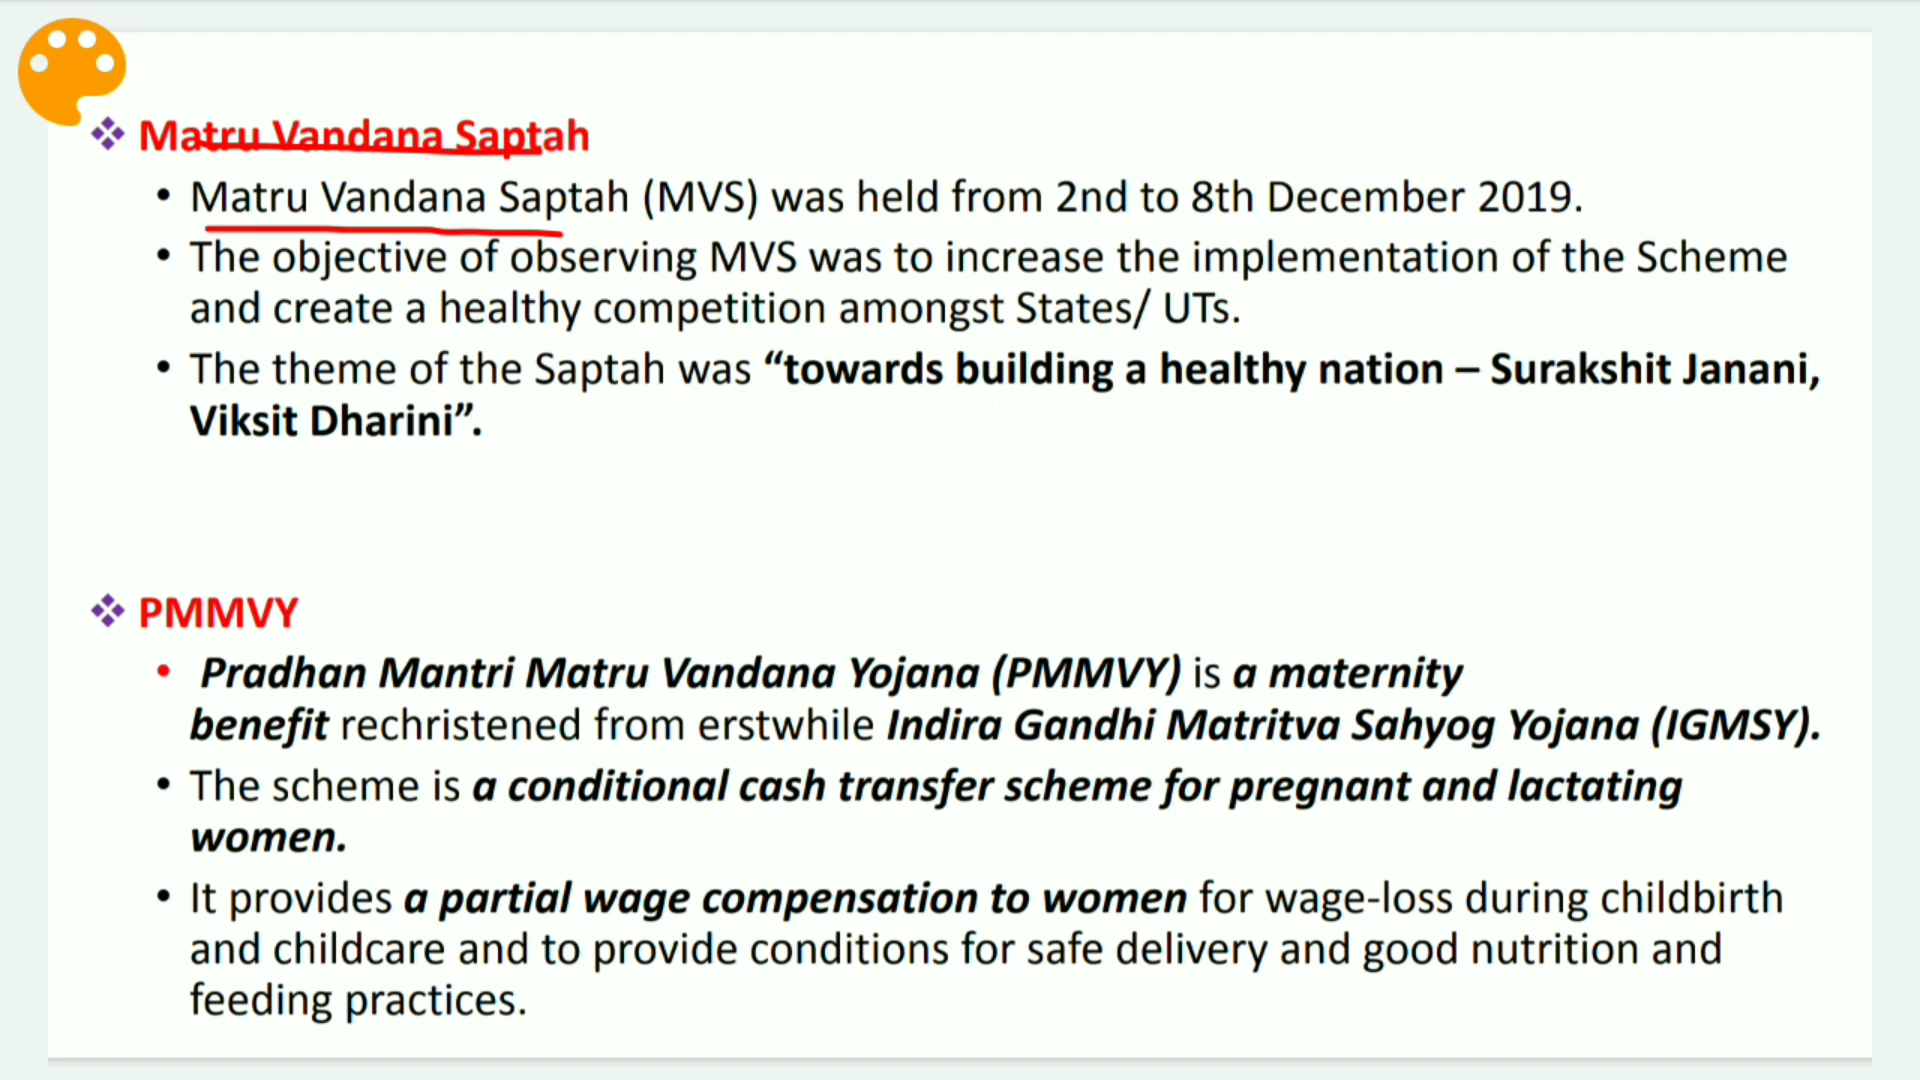 ❖ Matru Vandana Saptah
• Matru Vandana Saptah (MVS) was held from 2nd to 8th December 2019.
• The objective of observing MVS was to increase the implementation of the Scheme
and create a healthy competition amongst States/ UTs.
• The theme of the Saptah was “towards building a healthy nation – Surakshit Janani,
Viksit Dharini”.
❖ PMMVY
• Pradhan Mantri Matru Vandana Yojana (PMMVY) is a maternity
benefit rechristened from erstwhile Indira Gandhi Matritva Sahyog Yojana (IGMSY).
• The scheme is a conditional cash transfer scheme for pregnant and lactating
women.
• It provides a partial wage compensation to women for wage-loss during childbirth
and childcare and to provide conditions for safe delivery and good nutrition and
feeding practices.